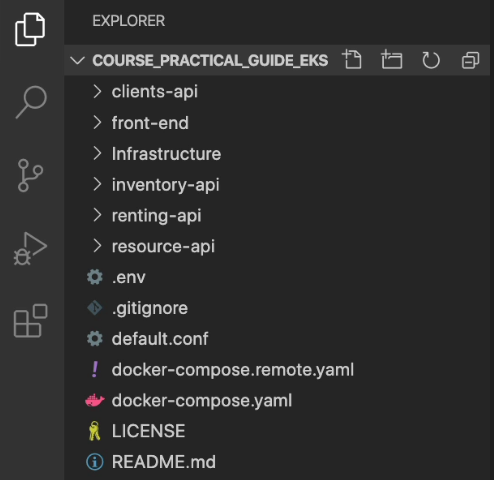 EXPLORER
COURSE_PRACTICAL_GUIDE_EKS
clients-api
front-end
Infrastructure
inventory-api
renting-api
resource-api
.env
.gitignore
default.conf
docker-compose.remote.yaml
docker-compose.yaml
LICENSE
README.md